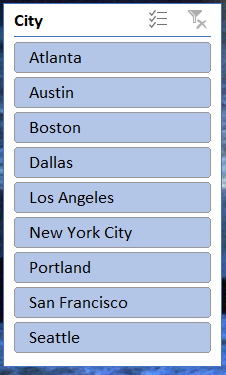 City
Atlanta
Austin
Boston
Dallas
Los Angeles
New York City
Portland
San Francisco
Seattle